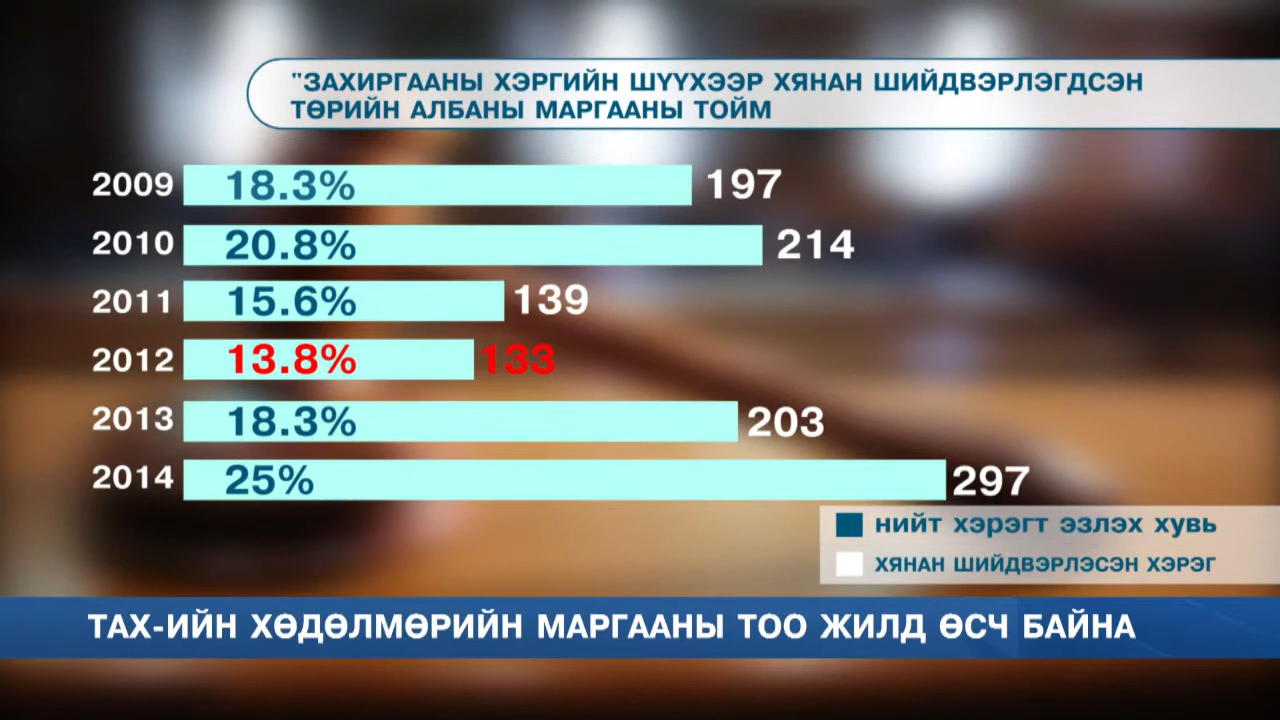 "ЗАХИРГААНЫ ХЭРГИЙН ШҮҮХЭЭР ХЯНАН ШИЙДВЭРЛЭГДСЭН
ТӨРИЙН АЛБАНЫ МАРГААНЫ ТОЙМ
2009 18.3% 197
2010 20.8% 214
2011 15.6% 139
2012 13.8% 133
2013 18.3% 203
2014 25% 297
НИЙТ ХЭРЭГТ ЭЗЛЭХ ХУВЬ
ХЯНАН ШИЙДВЭРЛЭСЭН ХЭРЭГ
ТАХ-ИЙН ХӨДӨЛМӨРИЙН МАРГААНЫ ТОО ЖИЛД ӨСЧ БАЙНА